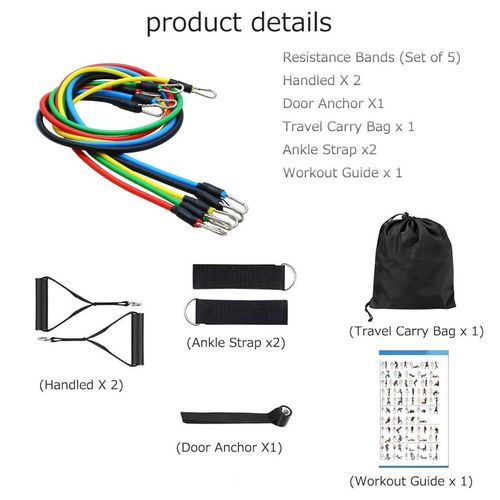 product details
Resistance Bands (Set of 5)
Handled X 2
Door Anchor X1
Travel Carry Bag x 1
Ankle Strap x2
Workout Guide x 1
(Ankle Strap x2)
(Travel Carry Bag x 1)
(Handled X 2)
(Door Anchor X1)
(Workout Guide x 1)